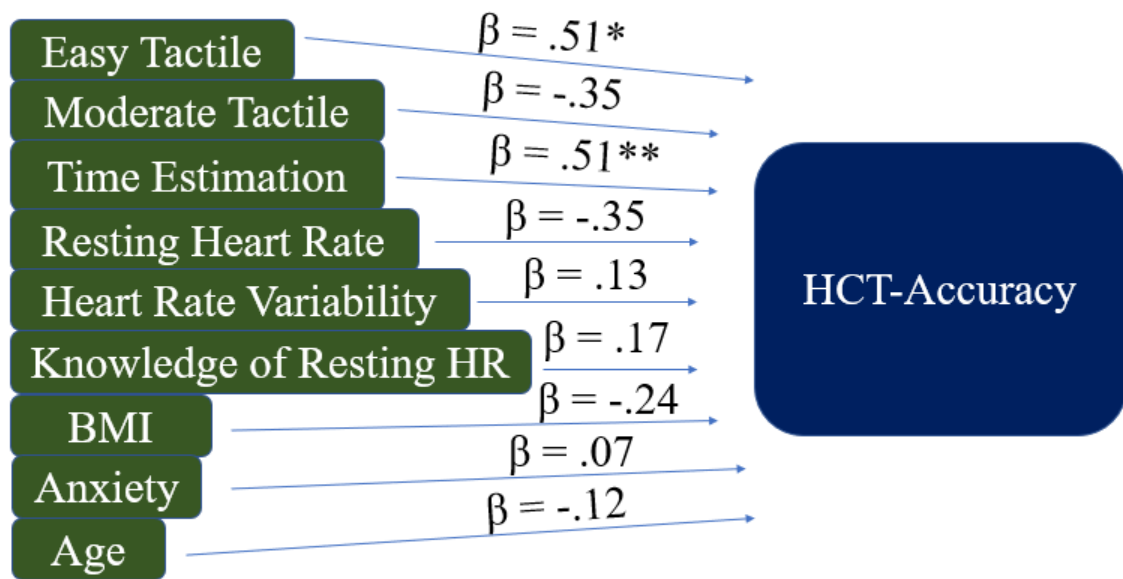 Easy Tactile
β = .51*
Moderate Tactile
β = -.35
Time Estimation
β = .51**
Resting Heart Rate
β = -.35
Heart Rate Variability
β = .13
Knowledge of Resting HR
β = .17
BMI
β = -.24
Anxiety
β = .07
Age
β = -.12
HCT-Accuracy